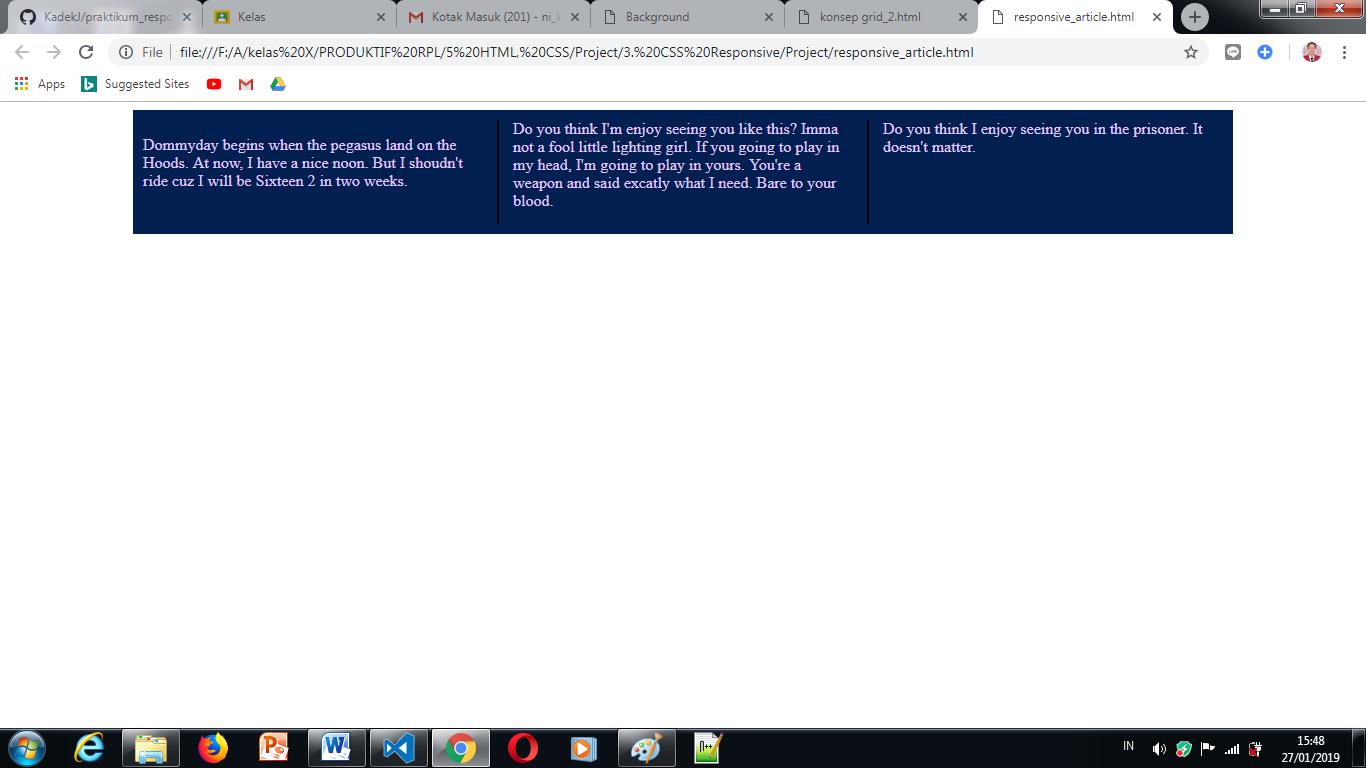 KadekJ/praktikum_respo
Kelas
Kotak Masuk (201) - ni_k
Background
konsep grid_2.html
responsive_article.html
File
file:///F:/A/kelas%20X/PRODUKTIF%20RPL/5%20HTML,%20CSS/Project/3.%20CSS%20Responsive/Project/responsive_article.html
Apps
Suggested Sites
Dommyday begins when the pegasus land on the
Hoods. At now, I have a nice noon. But I shoudn't
ride cuz I will be Sixteen 2 in two weeks.
Do you think I'm enjoy seeing you like this? Imma
not a fool little lighting girl. If you going to play in
my head, I'm going to play in yours. You're a
weapon and said excatly what I need. Bare to your
blood.
Do you think I enjoy seeing you in the prisoner. It
doesn't matter.
IN
15:48
27/01/2019